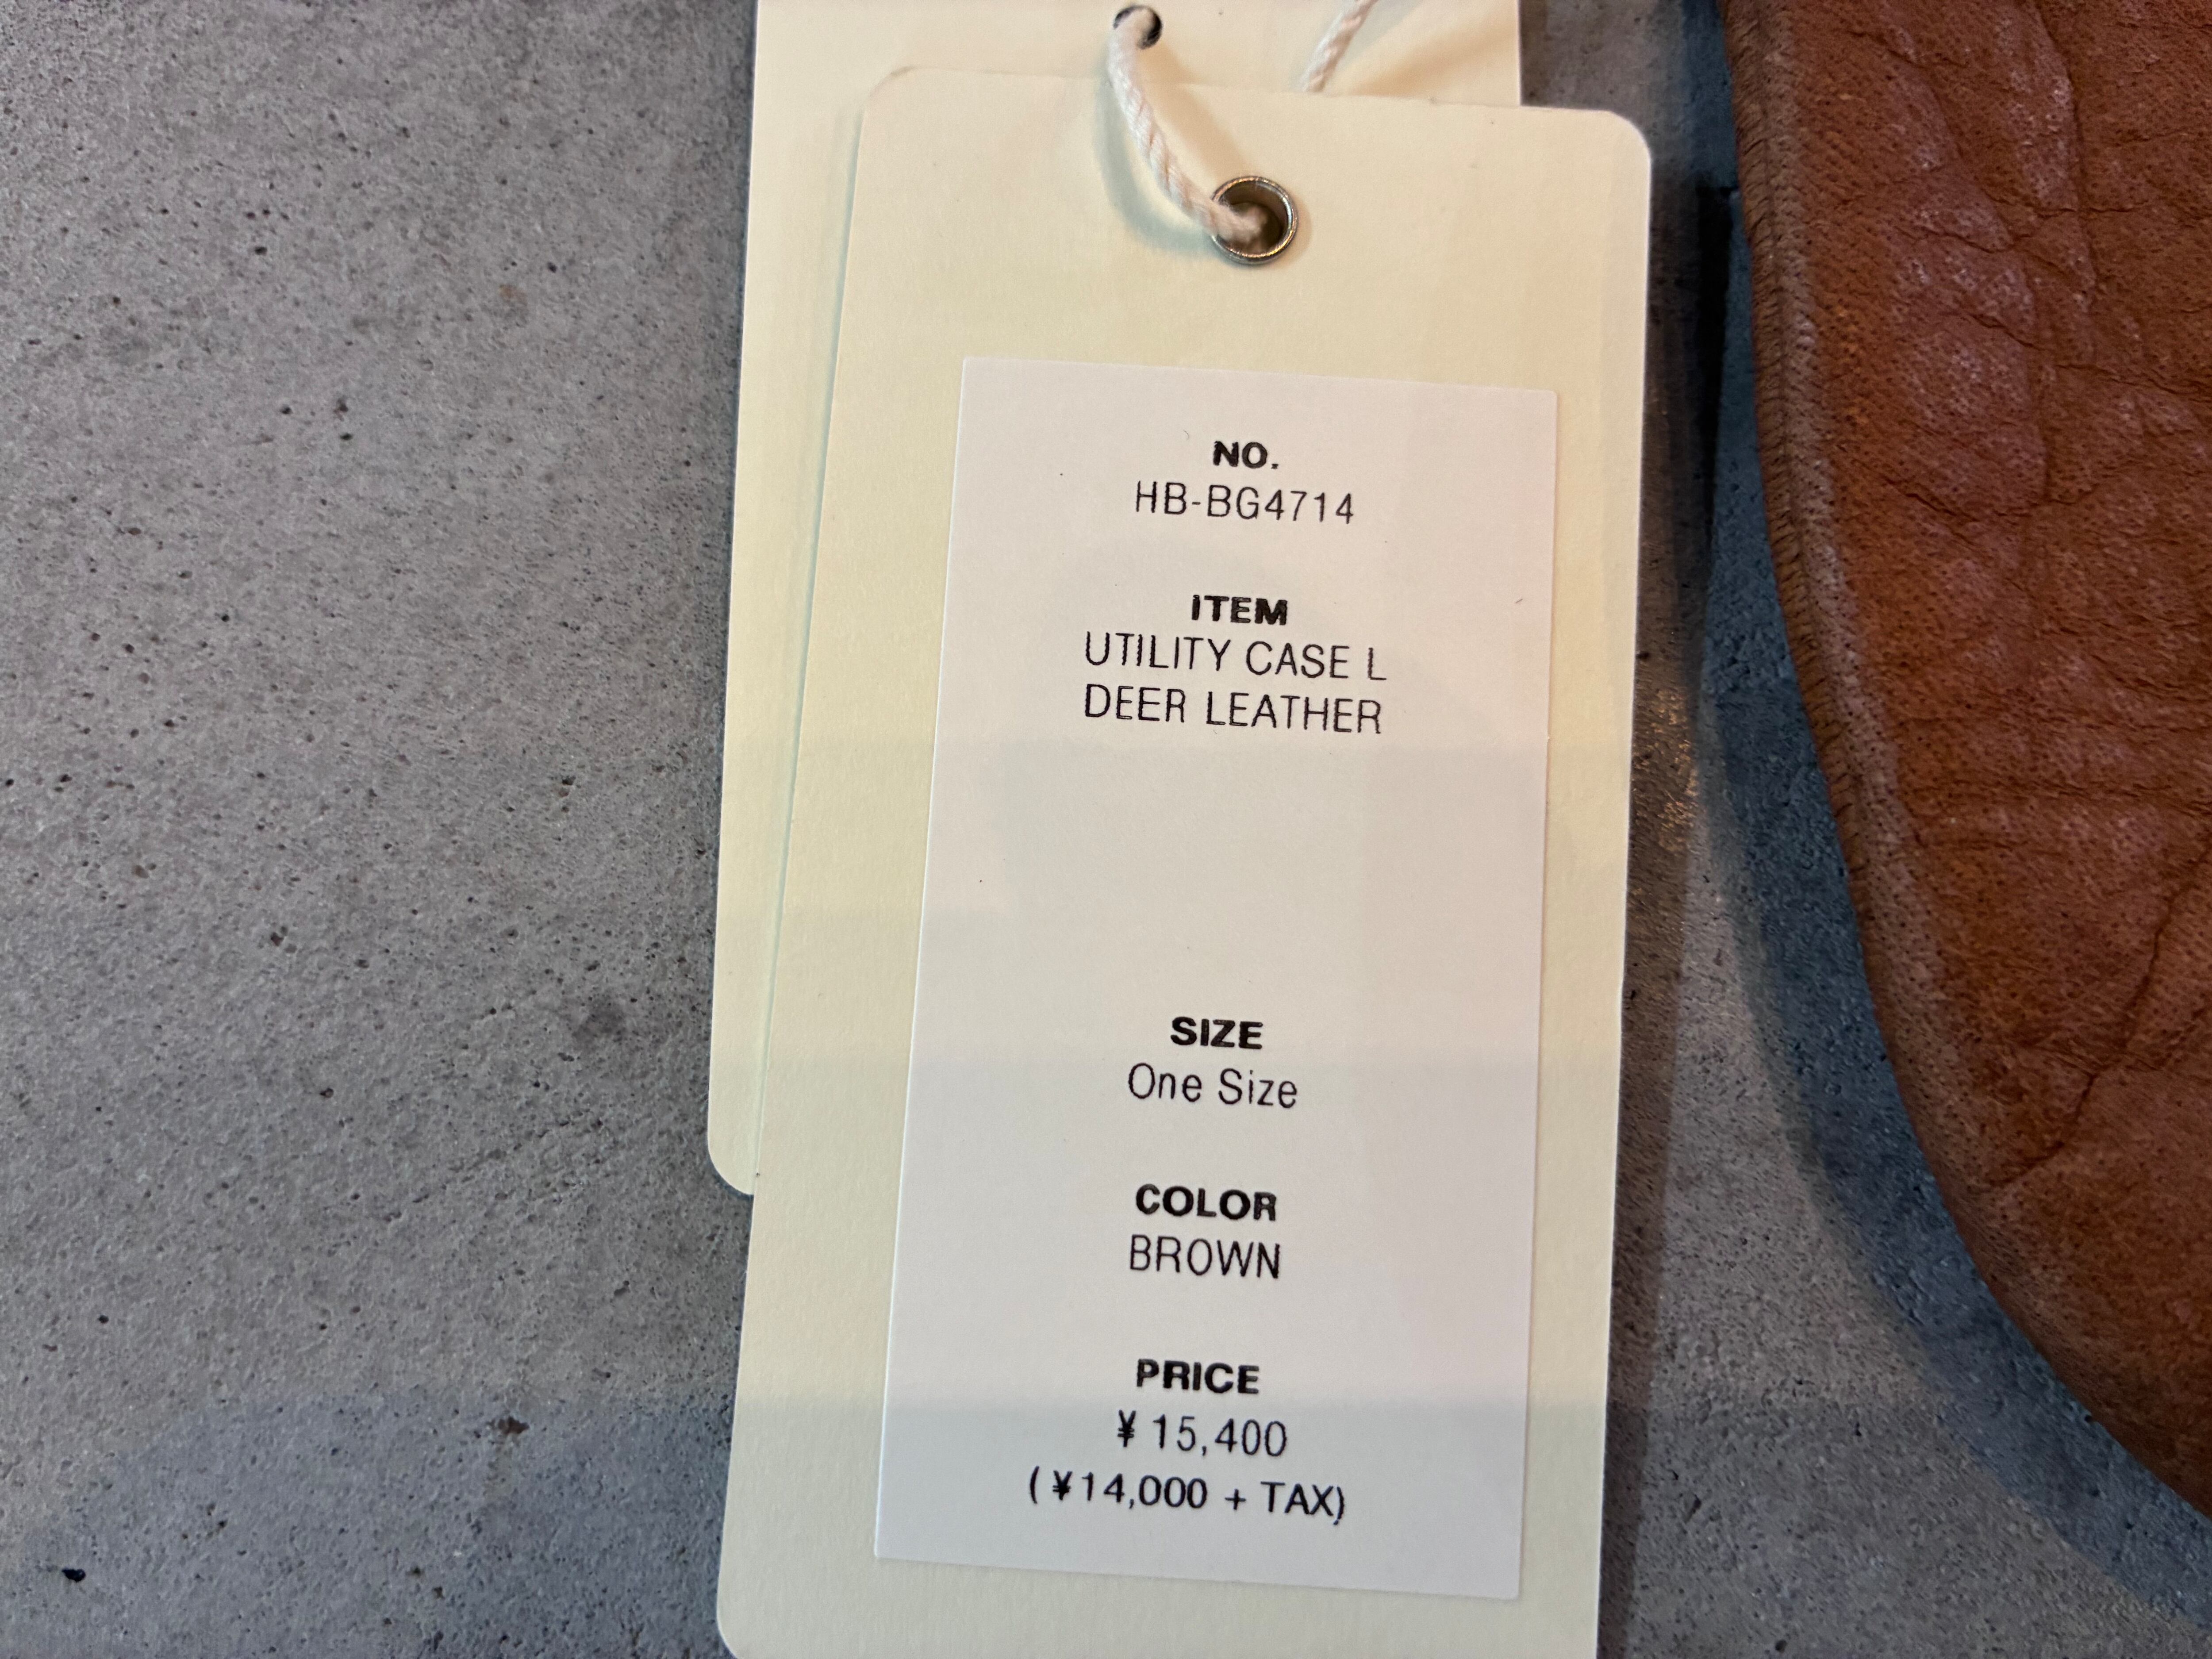 NO.
HB-BG4714
ITEM
UTILITY CASE L
DEER LEATHER
SIZE
One Size
COLOR
BROWN
PRICE
¥ 15,400
( ¥14,000 + TAX)